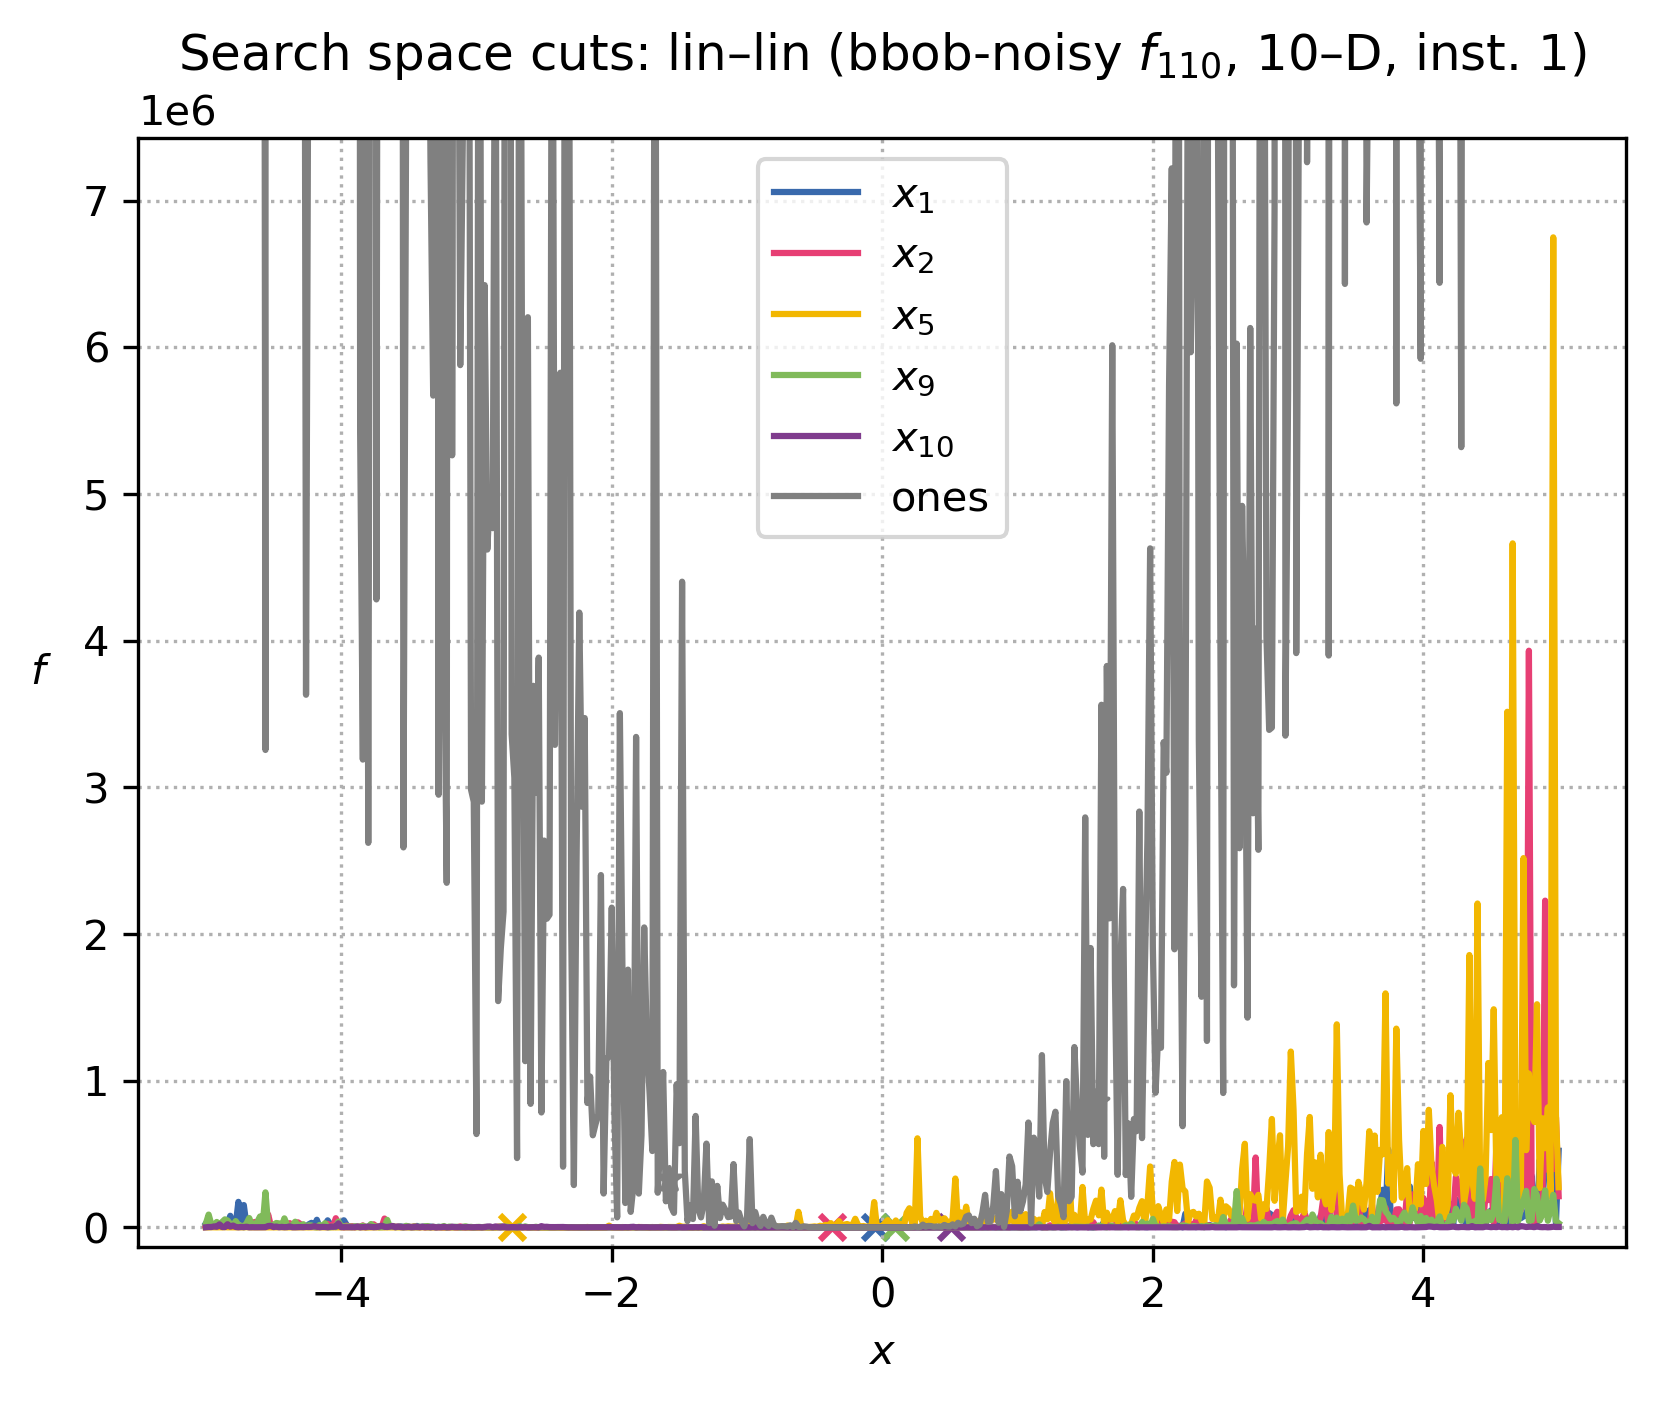 Search space cuts: lin–lin (bbob-noisy f₁₁₀, 10–D, inst. 1)
1e6
7
6
5
4
3
2
1
0
f
x₁
x₂
x₅
x₉
x₁₀
ones
−4
−2
0
2
4
x